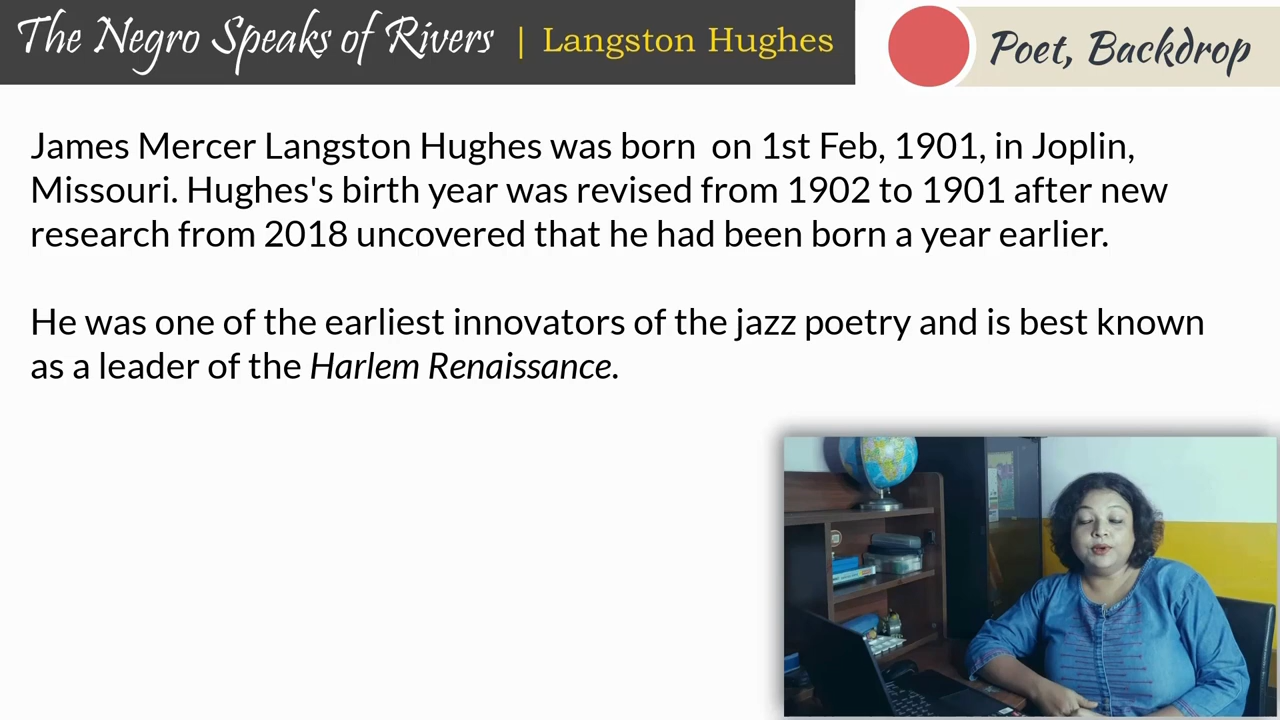 The Negro Speaks of Rivers | Langston Hughes
Poet, Backdrop
James Mercer Langston Hughes was born  on 1st Feb, 1901, in Joplin,
Missouri. Hughes's birth year was revised from 1902 to 1901 after new
research from 2018 uncovered that he had been born a year earlier.
He was one of the earliest innovators of the jazz poetry and is best known
as a leader of the Harlem Renaissance.